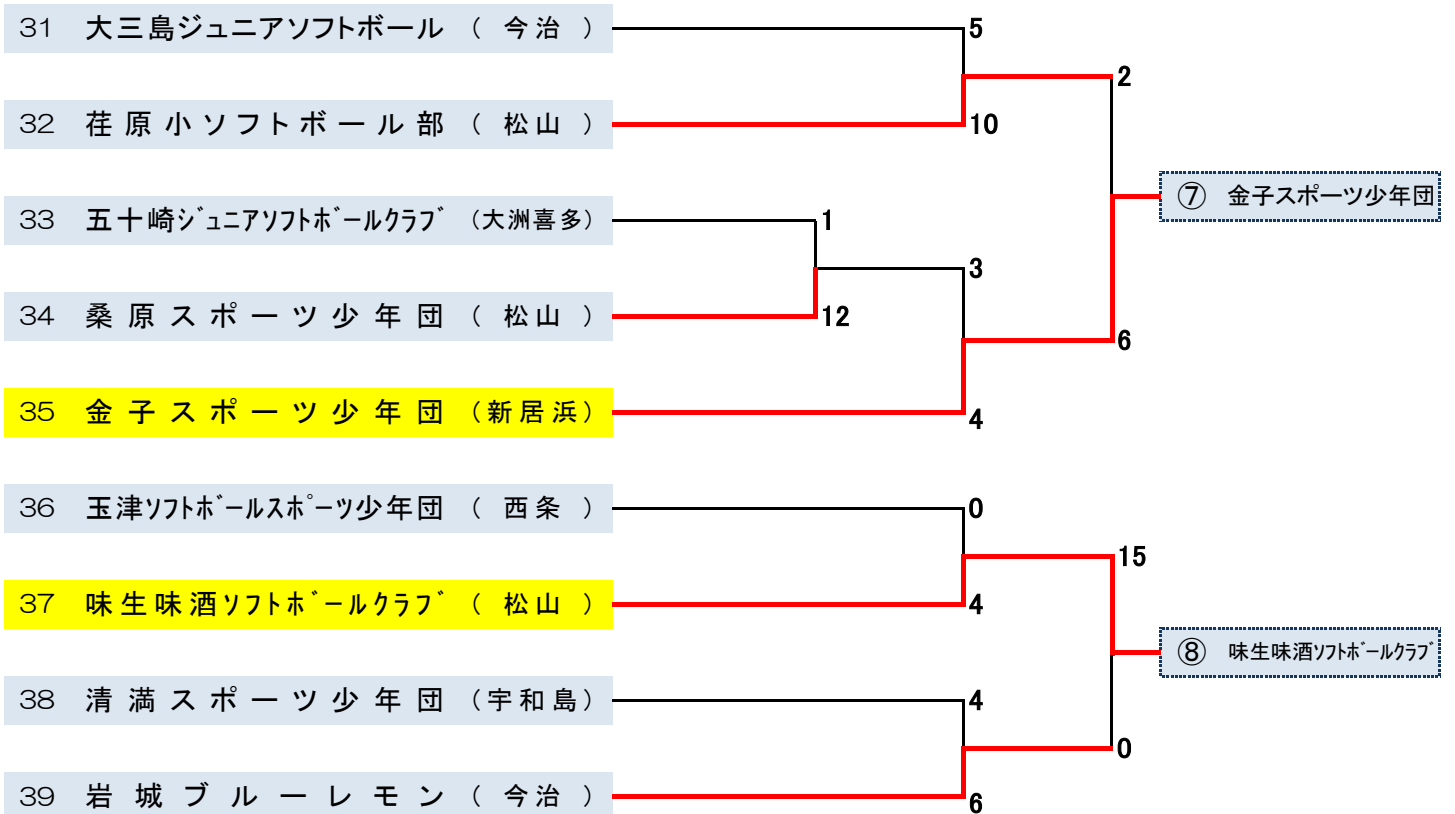 31 大三島ジュニアソフトボール （ 今治 ）
5
2
32 荏原小ソフトボール部 （ 松山 ）
10
⑦ 金子スポーツ少年団
33 五十崎ｼﾞｭﾆｱｿﾌﾄﾎﾞｰﾙｸﾗﾌﾞ （大洲喜多）
1
3
34 桑原スポーツ少年団 （ 松山 ）
12
6
35 金子スポーツ少年団 （新居浜）
4
36 玉津ｿﾌﾄﾎﾞｰﾙｽﾎﾟｰﾂ少年団 （ 西条 ）
0
15
37 味生味酒ｿﾌﾄﾎﾞｰﾙｸﾗﾌﾞ （ 松山 ）
4
⑧ 味生味酒ｿﾌﾄﾎﾞｰﾙｸﾗﾌﾞ
38 清満スポーツ少年団 （宇和島）
4
0
39 岩城ブルーレモン （ 今治 ）
6